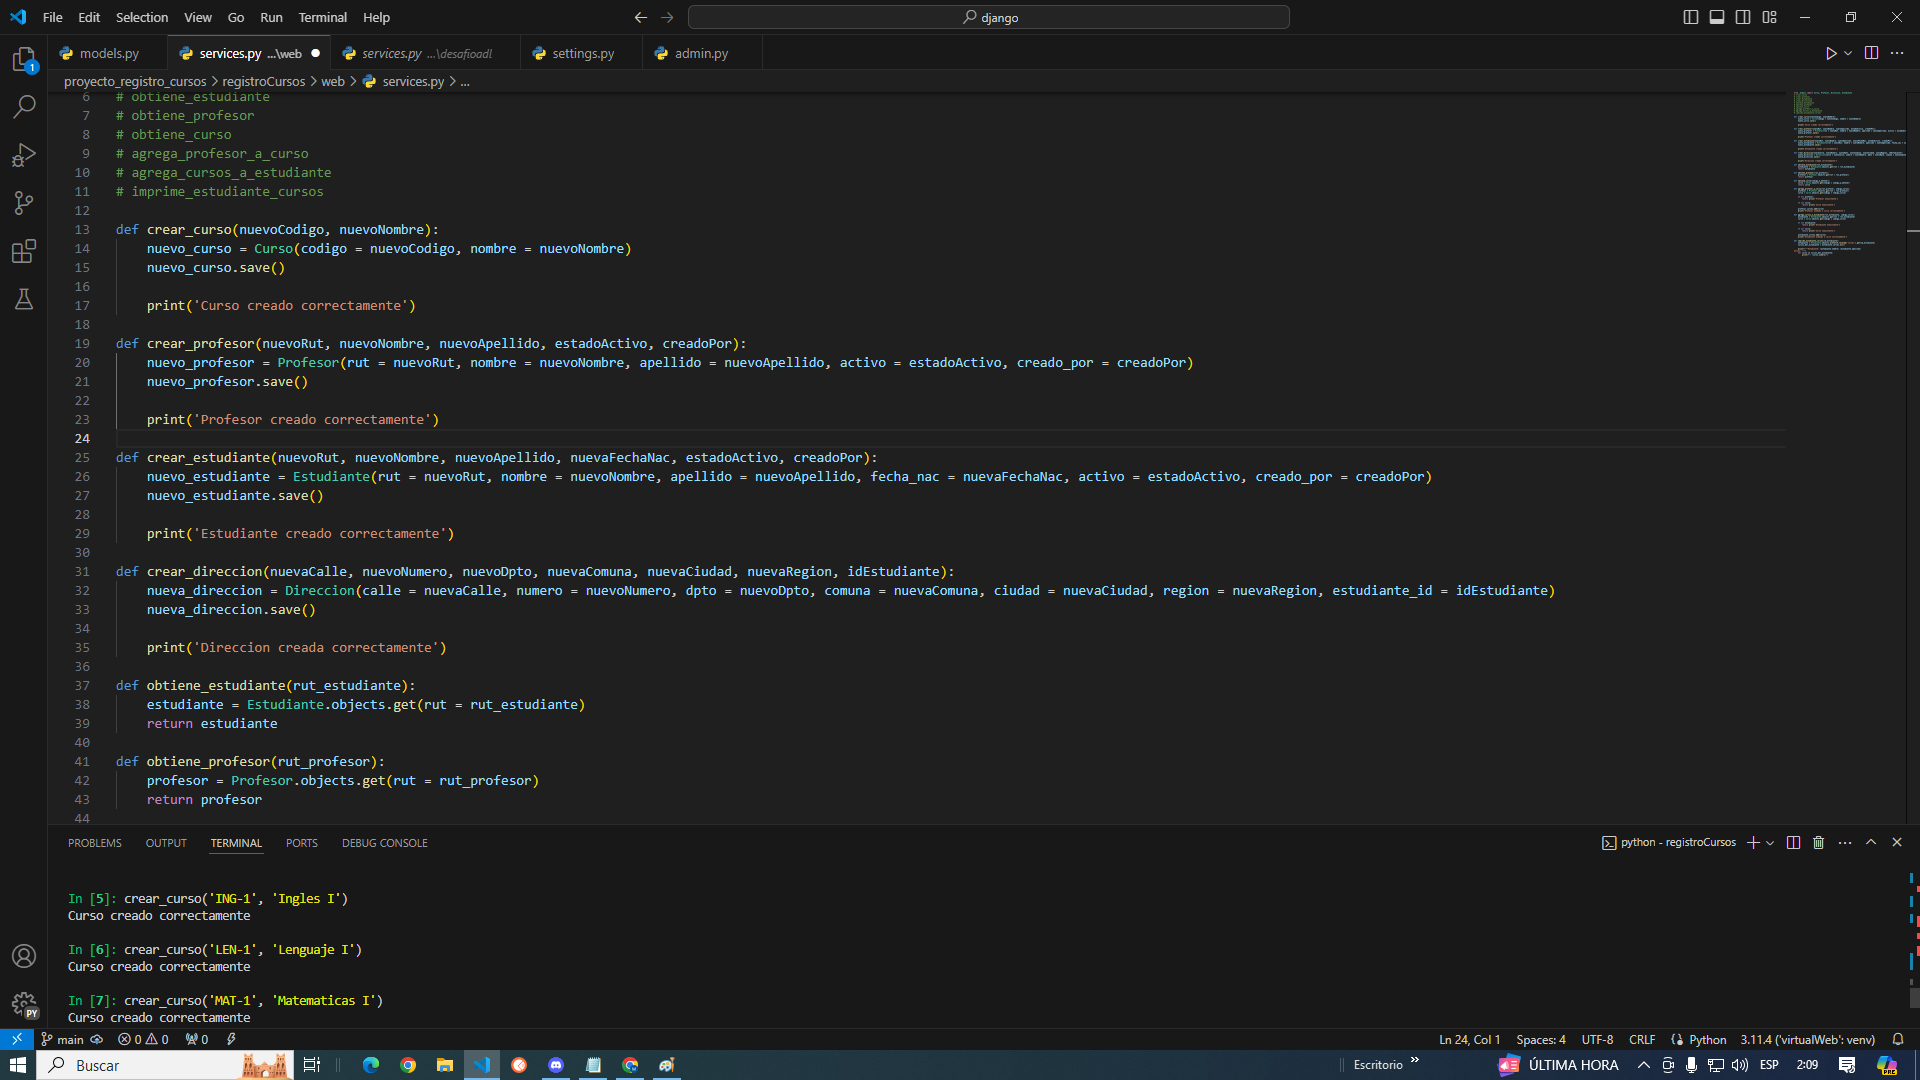 File Edit Selection View Go Run Terminal Help
django
models.py
services.py ...\web
services.py ...\desafioadl
settings.py
admin.py
proyecto_registro_cursos > registroCursos > web > services.py > ...
6 # obtiene_estudiante
7 # obtiene_profesor
8 # obtiene_curso
9 # agrega_profesor_a_curso
10 # agrega_cursos_a_estudiante
11 # imprime_estudiante_cursos
12
13 def crear_curso(nuevoCodigo, nuevoNombre):
14 nuevo_curso = Curso(codigo = nuevoCodigo, nombre = nuevoNombre)
15 nuevo_curso.save()
16
17 print('Curso creado correctamente')
18
19 def crear_profesor(nuevoRut, nuevoNombre, nuevoApellido, estadoActivo, creadoPor):
20 nuevo_profesor = Profesor(rut = nuevoRut, nombre = nuevoNombre, apellido = nuevoApellido, activo = estadoActivo, creado_por = creadoPor)
21 nuevo_profesor.save()
22
23 print('Profesor creado correctamente')
24
25 def crear_estudiante(nuevoRut, nuevoNombre, nuevoApellido, nuevaFechaNac, estadoActivo, creadoPor):
26 nuevo_estudiante = Estudiante(rut = nuevoRut, nombre = nuevoNombre, apellido = nuevoApellido, fecha_nac = nuevaFechaNac, activo = estadoActivo, creado_por = creadoPor)
27 nuevo_estudiante.save()
28
29 print('Estudiante creado correctamente')
30
31 def crear_direccion(nuevaCalle, nuevoNumero, nuevoDpto, nuevaComuna, nuevaCiudad, nuevaRegion, idEstudiante):
32 nueva_direccion = Direccion(calle = nuevaCalle, numero = nuevoNumero, dpto = nuevoDpto, comuna = nuevaComuna, ciudad = nuevaCiudad, region = nuevaRegion, estudiante_id = idEstudiante)
33 nueva_direccion.save()
34
35 print('Direccion creada correctamente')
36
37 def obtiene_estudiante(rut_estudiante):
38 estudiante = Estudiante.objects.get(rut = rut_estudiante)
39 return estudiante
40
41 def obtiene_profesor(rut_profesor):
42 profesor = Profesor.objects.get(rut = rut_profesor)
43 return profesor
44
PROBLEMS OUTPUT TERMINAL PORTS DEBUG CONSOLE
python - registroCursos
In [5]: crear_curso('ING-1', 'Ingles I')
Curso creado correctamente
In [6]: crear_curso('LEN-1', 'Lenguaje I')
Curso creado correctamente
In [7]: crear_curso('MAT-1', 'Matematicas I')
Curso creado correctamente
1
PY
main 0 0 0 Ln 24, Col 1 Spaces: 4 UTF-8 CRLF Python 3.11.4 ('virtualWeb': venv)
Buscar
Escritorio
ÚLTIMA HORA
ESP
2:09
PRE